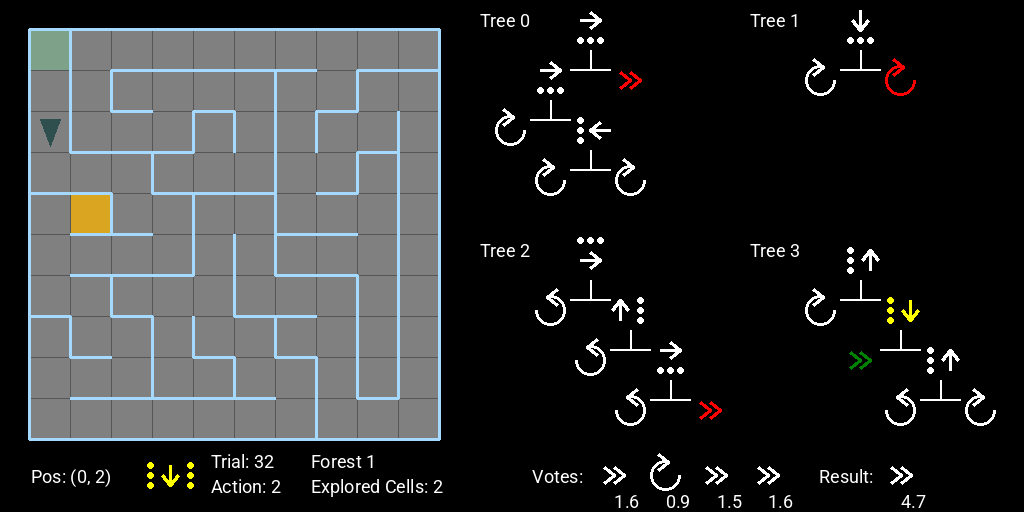 Tree 0
Tree 1
Tree 2
Tree 3
Pos: (0, 2)
Trial: 32
Forest 1
Action: 2
Explored Cells: 2
Votes:
Result:
1.6
0.9
1.5
1.6
4.7